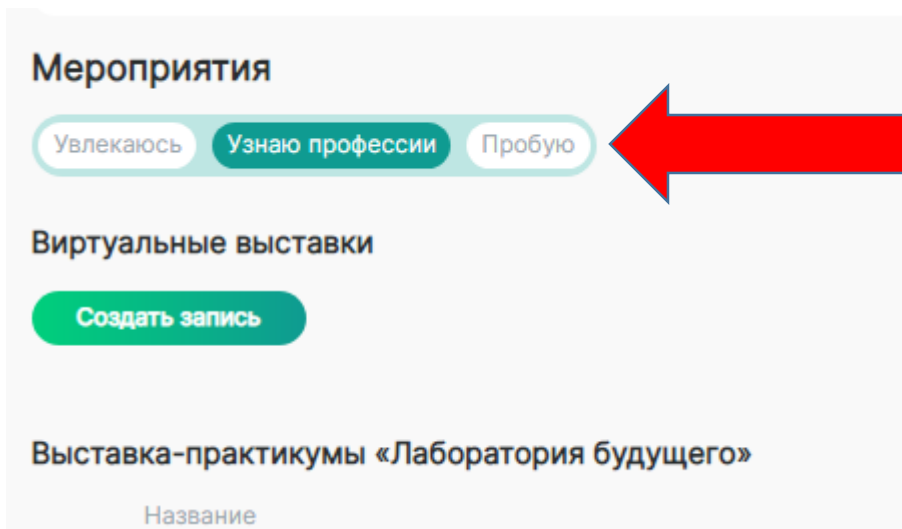 Мероприятия
Увлекаюсь Узнаю профессии Пробую
Виртуальные выставки
Создать запись
Выставка-практикумы «Лаборатория будущего»
Название